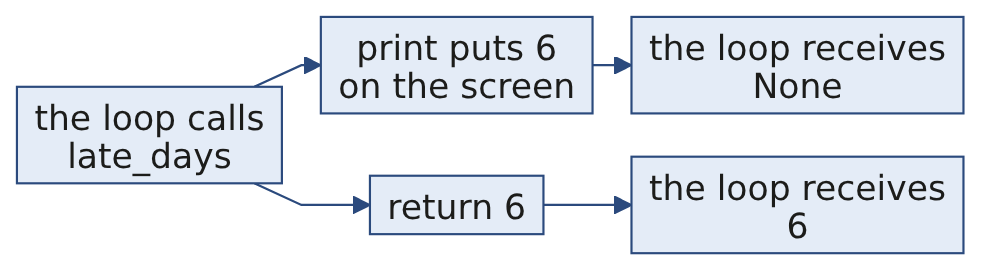 the loop calls
late_days
print puts 6
on the screen
the loop receives
None
return 6
the loop receives
6